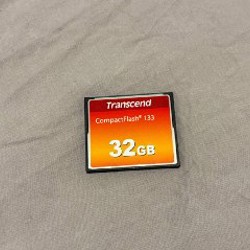 Transcend
CompactFlash® 133
32GB